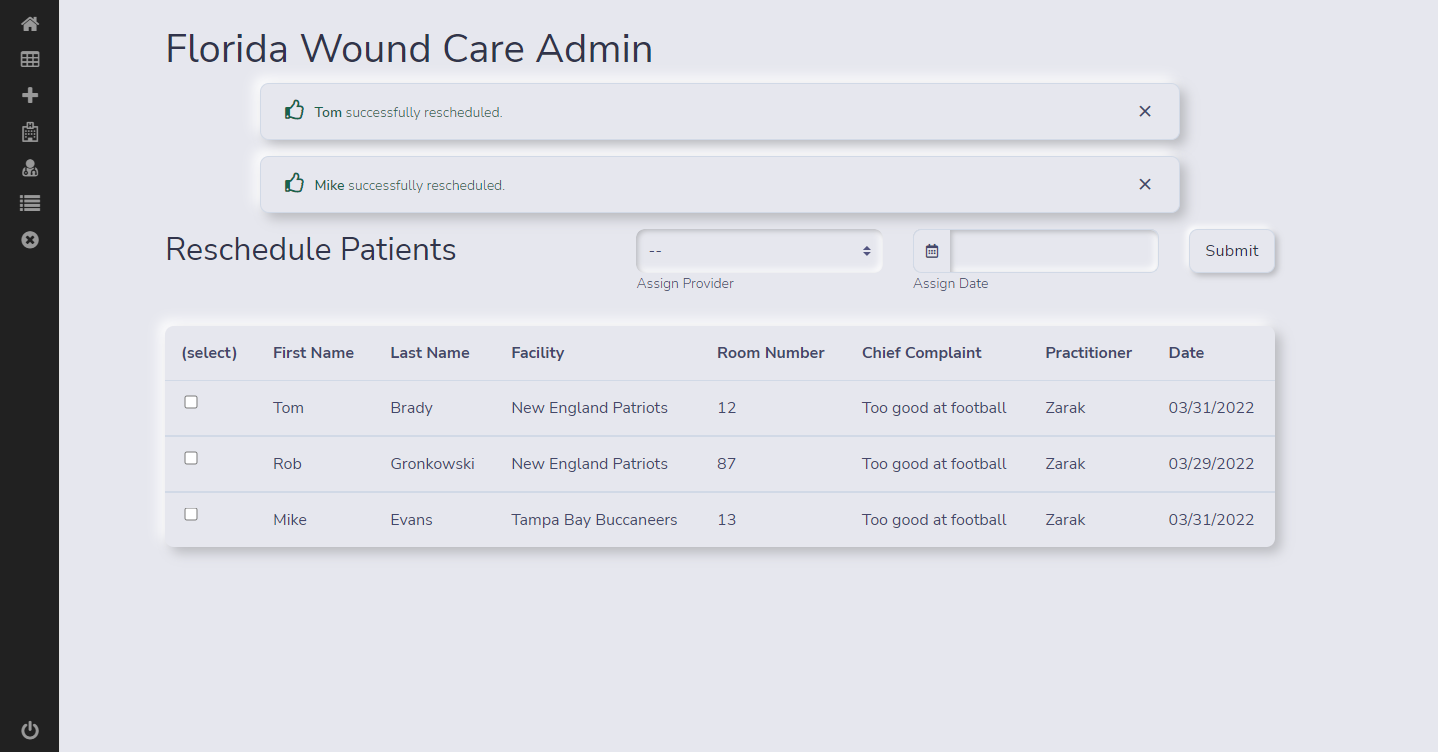 Florida Wound Care Admin
Tom successfully rescheduled.
Mike successfully rescheduled.
Reschedule Patients
--
Submit
Assign Provider
Assign Date
(select) First Name Last Name Facility Room Number Chief Complaint Practitioner Date
Tom Brady New England Patriots 12 Too good at football Zarak 03/31/2022
Rob Gronkowski New England Patriots 87 Too good at football Zarak 03/29/2022
Mike Evans Tampa Bay Buccaneers 13 Too good at football Zarak 03/31/2022